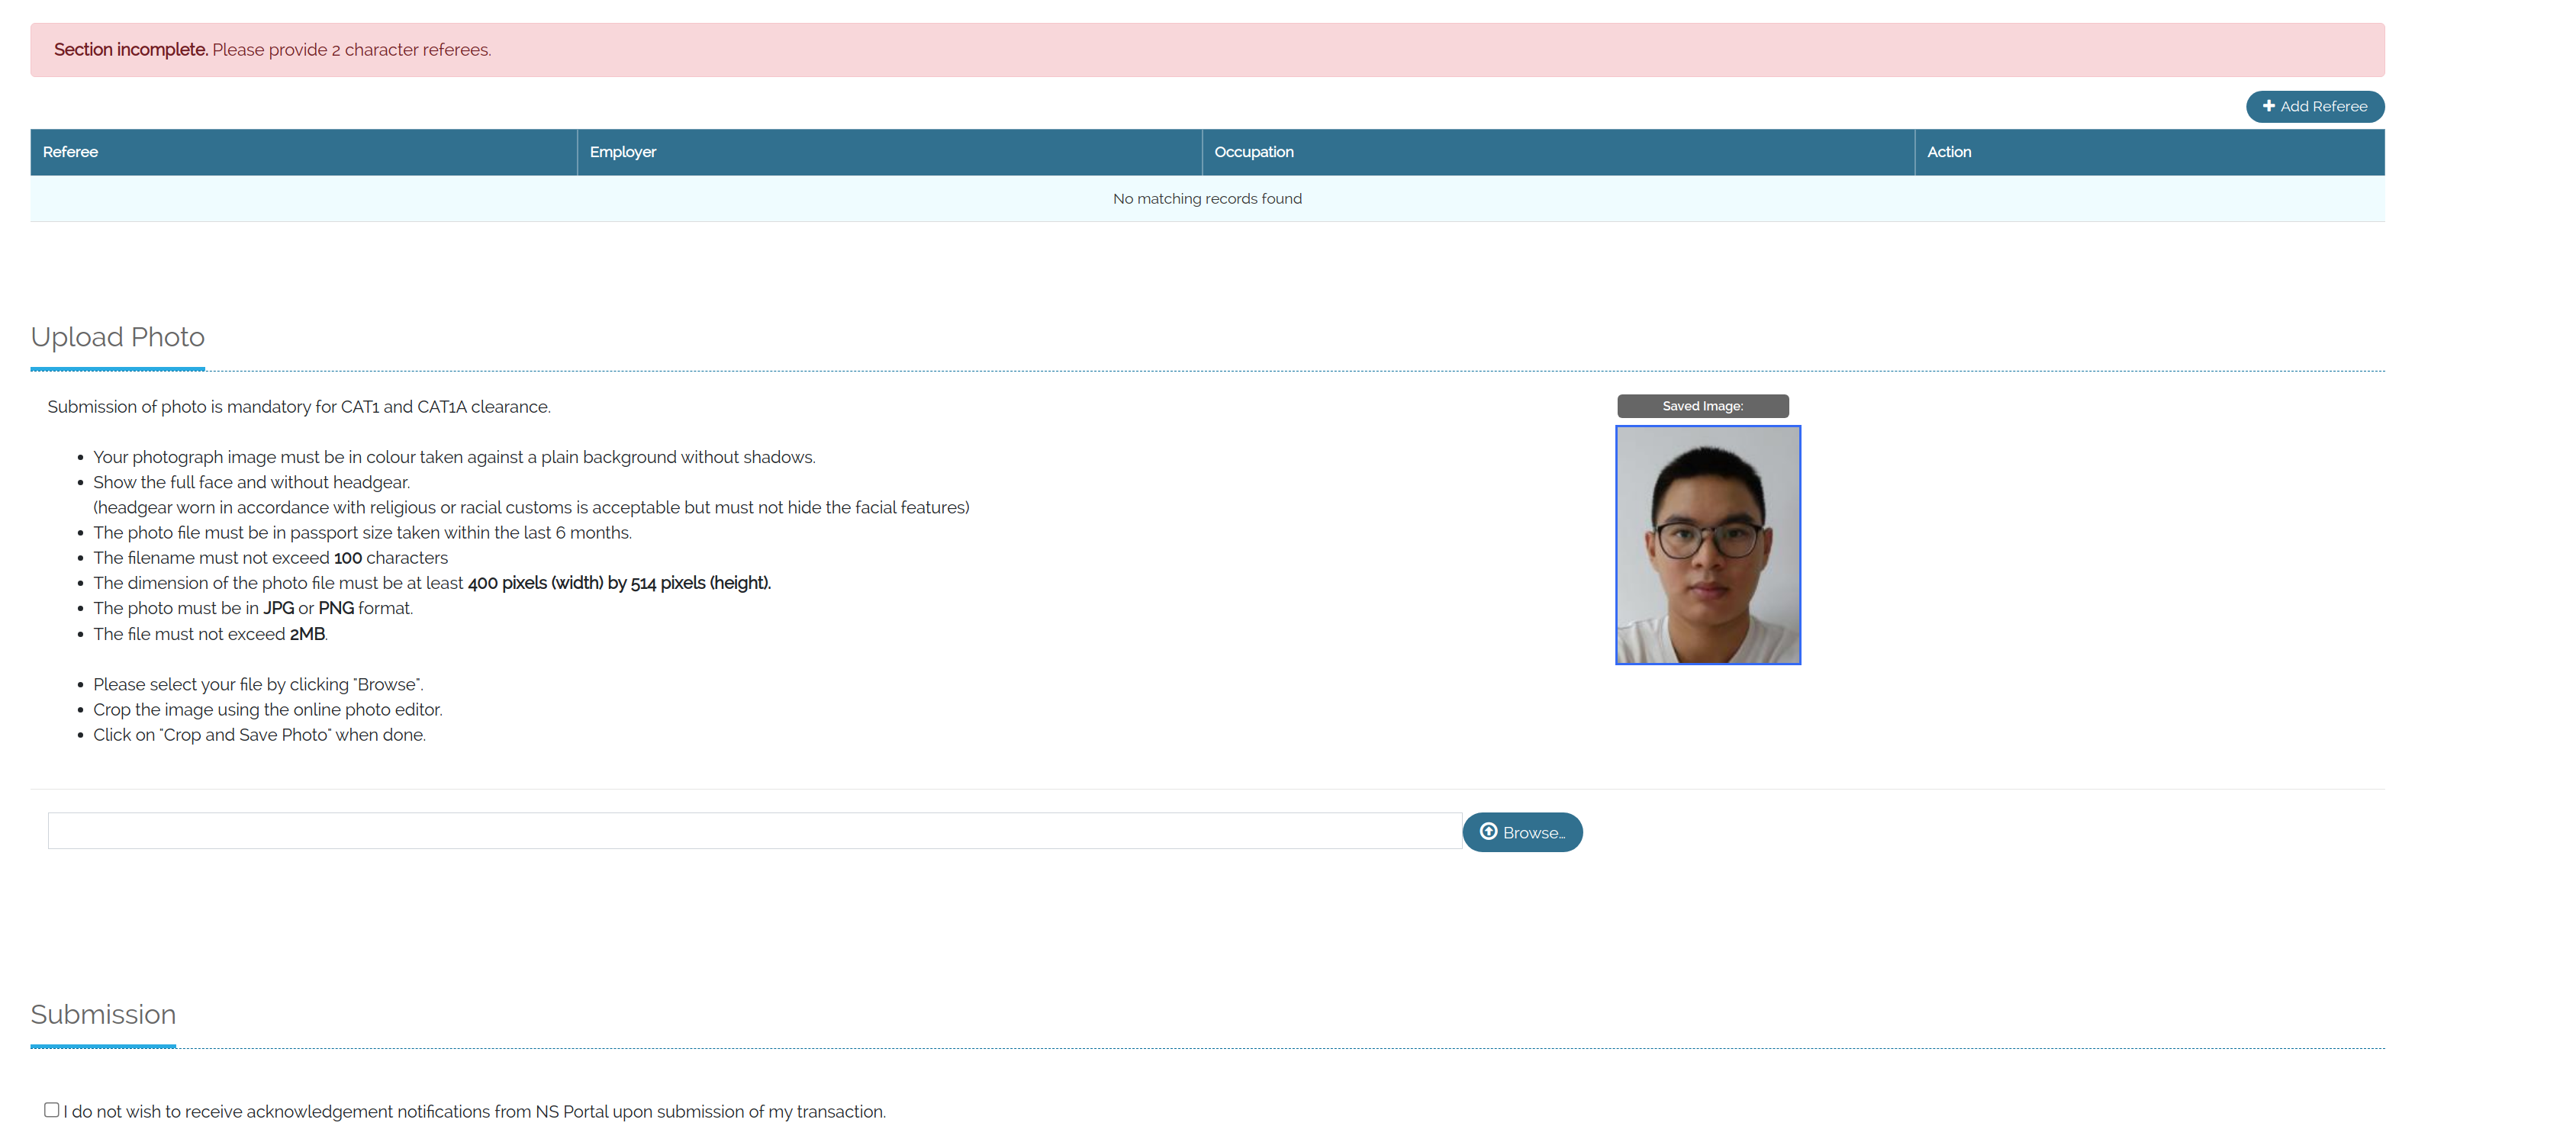 Section incomplete. Please provide 2 character referees.
Add Referee
Referee Employer Occupation Action
No matching records found
Upload Photo
Submission of photo is mandatory for CAT1 and CAT1A clearance.
Saved Image:
Your photograph image must be in colour taken against a plain background without shadows.
Show the full face and without headgear.
(headgear worn in accordance with religious or racial customs is acceptable but must not hide the facial features)
The photo file must be in passport size taken within the last 6 months.
The filename must not exceed 100 characters
The dimension of the photo file must be at least 400 pixels (width) by 514 pixels (height).
The photo must be in JPG or PNG format.
The file must not exceed 2MB.
Please select your file by clicking "Browse".
Crop the image using the online photo editor.
Click on "Crop and Save Photo" when done.
Browse...
Submission
I do not wish to receive acknowledgement notifications from NS Portal upon submission of my transaction.